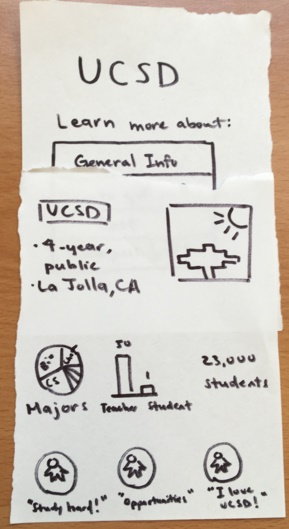 UCSD
Learn more about:
General Info
UCSD
· 4-year,
public
· La Jolla, CA
CS
10
1
23,000
students
Majors
Teacher Student
"Study hard!"
"Opportunities"
"I love
UCSD!"